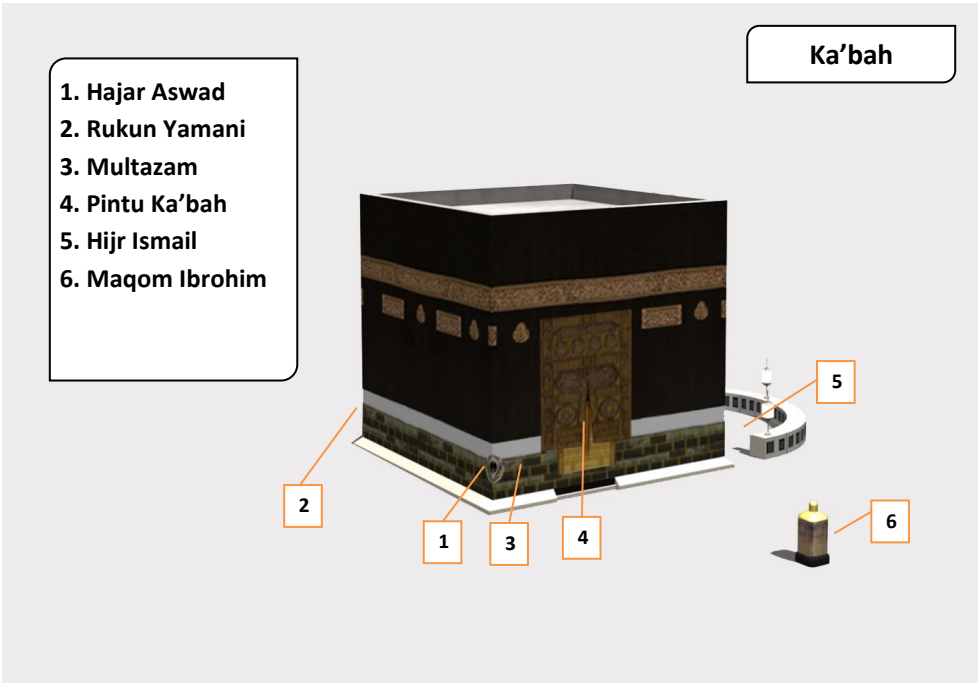 Ka’bah
1. Hajar Aswad
2. Rukun Yamani
3. Multazam
4. Pintu Ka’bah
5. Hijr Ismail
6. Maqom Ibrohim
5
2
6
1
3
4